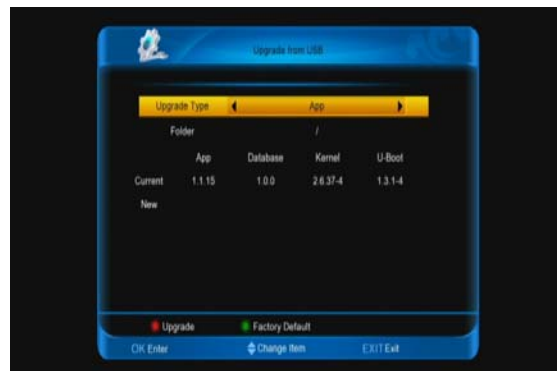 Upgrade from USB
Upgrade Type App
Folder /
App Database Kernel U-Boot
Current 1.1.15 1.0.0 2.6.37-4 1.3.1-4
New
Upgrade Factory Default
OK Enter Change Item EXIT Exit